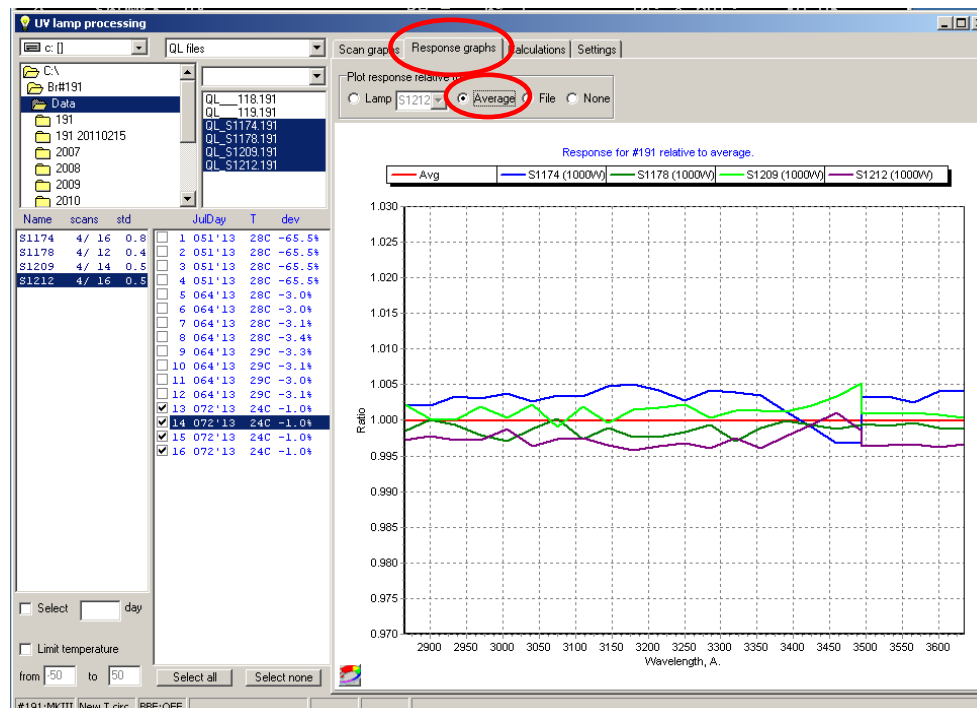 UV lamp processing
c: []
QL files
Scan graphs Response graphs Calculations Settings
C:\
Br#191
Data
191
191 20110215
2007
2008
2009
2010
QL___118.191
QL___119.191
QL_S1174.191
QL_S1178.191
QL_S1209.191
QL_S1212.191
Plot response relative to
Lamp S1212 Average File None
Name scans std
S1174 4/ 16 0.8
S1178 4/ 12 0.4
S1209 4/ 14 0.5
S1212 4/ 16 0.5
JulDay T dev
1 051'13 28C -65.5%
2 051'13 28C -65.5%
3 051'13 28C -65.5%
4 051'13 28C -65.5%
5 064'13 28C -3.0%
6 064'13 28C -3.0%
7 064'13 28C -3.1%
8 064'13 28C -3.4%
9 064'13 29C -3.3%
10 064'13 29C -3.1%
11 064'13 29C -3.0%
12 064'13 29C -3.1%
13 072'13 24C -1.0%
14 072'13 24C -1.0%
15 072'13 24C -1.0%
16 072'13 24C -1.0%
Response for #191 relative to average.
Avg S1174 (1000W) S1178 (1000W) S1209 (1000W) S1212 (1000W)
1.030
1.025
1.020
1.015
1.010
1.005
1.000
0.995
0.990
0.985
0.980
0.975
0.970
Ratio
2900 2950 3000 3050 3100 3150 3200 3250 3300 3350 3400 3450 3500 3550 3600
Wavelength, A.
Select day
Limit temperature
from -50 to 50
Select all Select none
#191:MKIII New T circ. BBF:OFF